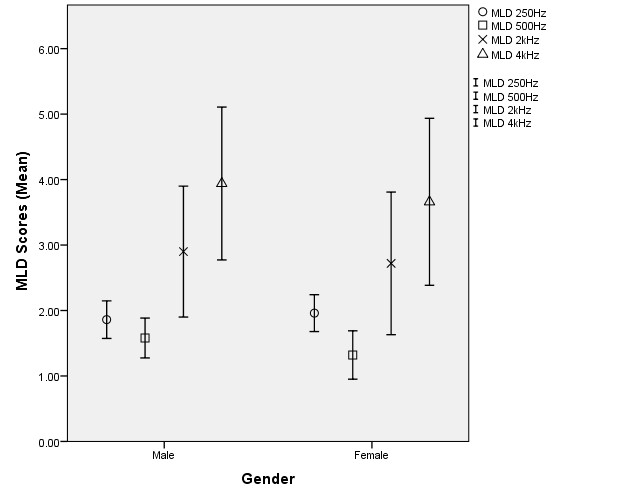 MLD 250Hz
MLD 500Hz
MLD 2kHz
MLD 4kHz
MLD 250Hz
MLD 500Hz
MLD 2kHz
MLD 4kHz
MLD Scores (Mean)
6.00
5.00
4.00
3.00
2.00
1.00
0.00
Male
Female
Gender